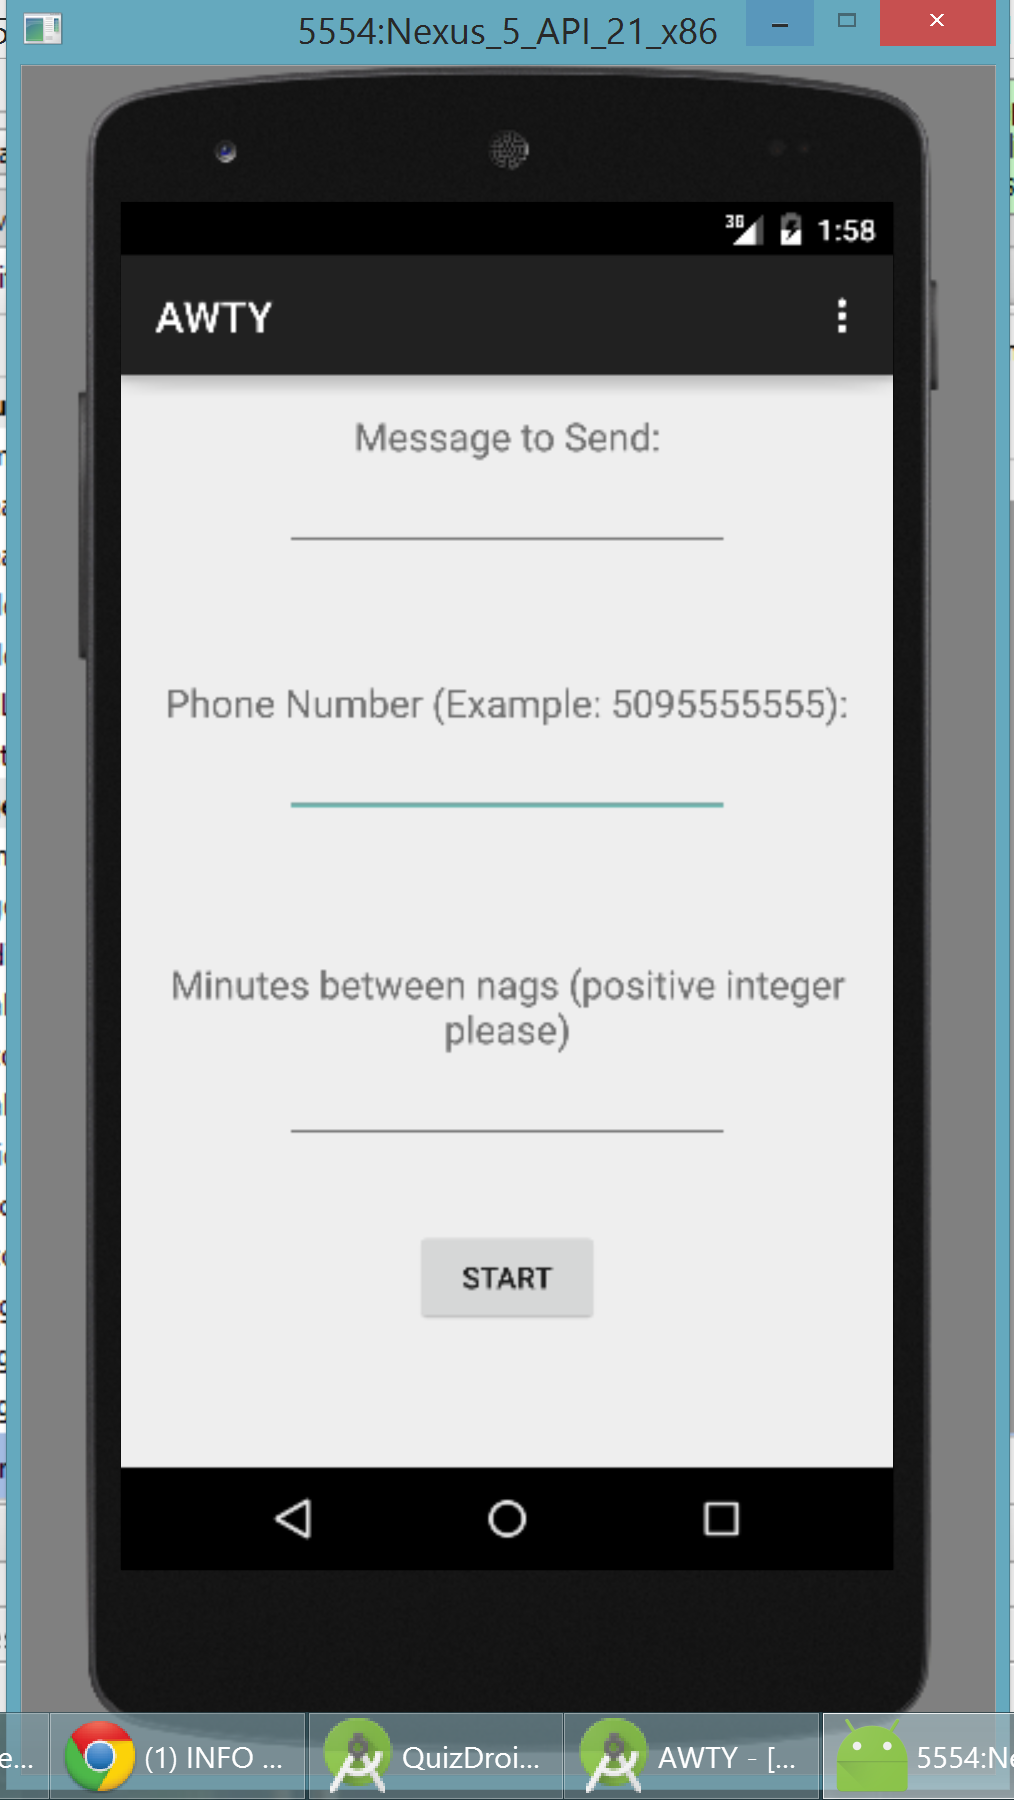 5554:Nexus_5_API_21_x86
3G 1:58
AWTY
Message to Send:
Phone Number (Example: 5095555555):
Minutes between nags (positive integer
please)
START
e... (1) INFO ... QuizDroi... AWTY - [... 5554:Ne